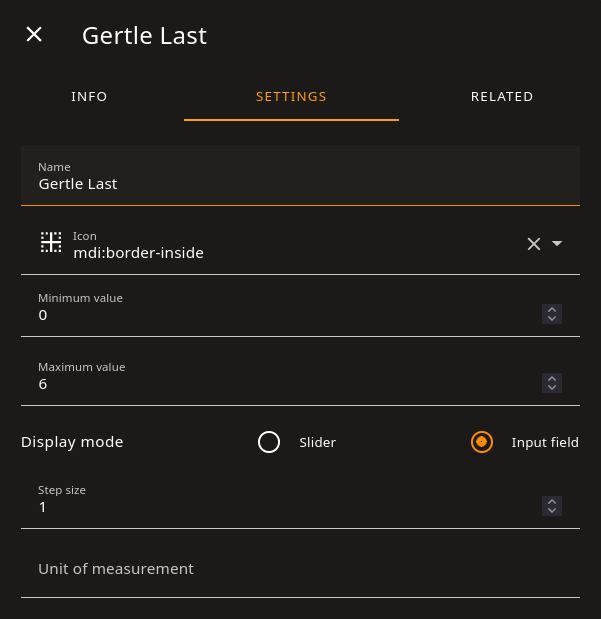 Gertle Last
INFO
SETTINGS
RELATED
Name
Gertle Last
Icon
mdi:border-inside
Minimum value
0
Maximum value
6
Display mode
Slider
Input field
Step size
1
Unit of measurement